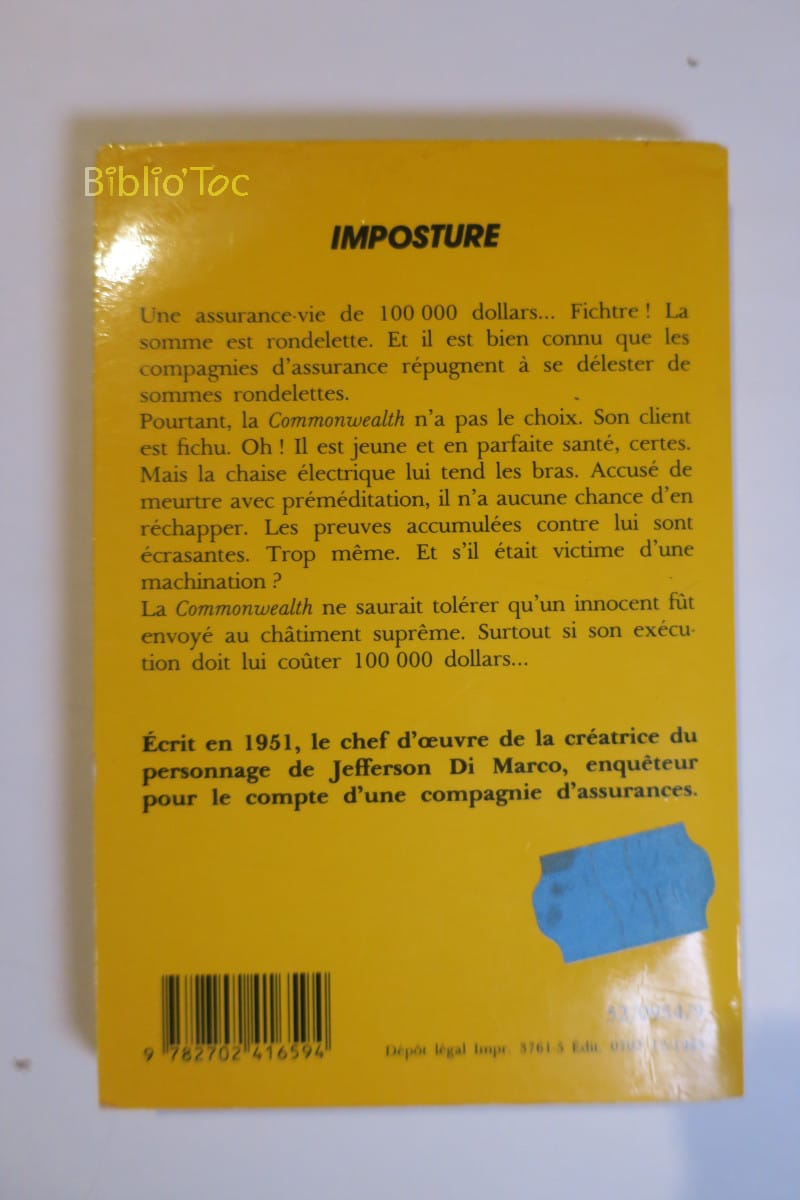 Biblio'Toc
IMPOSTURE
Une assurance-vie de 100 000 dollars... Fichtre ! La
somme est rondelette. Et il est bien connu que les
compagnies d'assurance répugnent à se délester de
sommes rondelettes.
Pourtant, la Commonwealth n'a pas le choix. Son client
est fichu. Oh ! Il est jeune et en parfaite santé, certes.
Mais la chaise électrique lui tend les bras. Accusé de
meurtre avec préméditation, il n'a aucune chance d'en
réchapper. Les preuves accumulées contre lui sont
écrasantes. Trop même. Et s'il était victime d'une
machination ?
La Commonwealth ne saurait tolérer qu'un innocent fût
envoyé au châtiment suprême. Surtout si son exécu-
tion doit lui coûter 100 000 dollars...
Écrit en 1951, le chef d'œuvre de la créatrice du
personnage de Jefferson Di Marco, enquêteur
pour le compte d'une compagnie d'assurances.
9 782702 416594
Dépôt légal Impr. 3761-5 Édit.